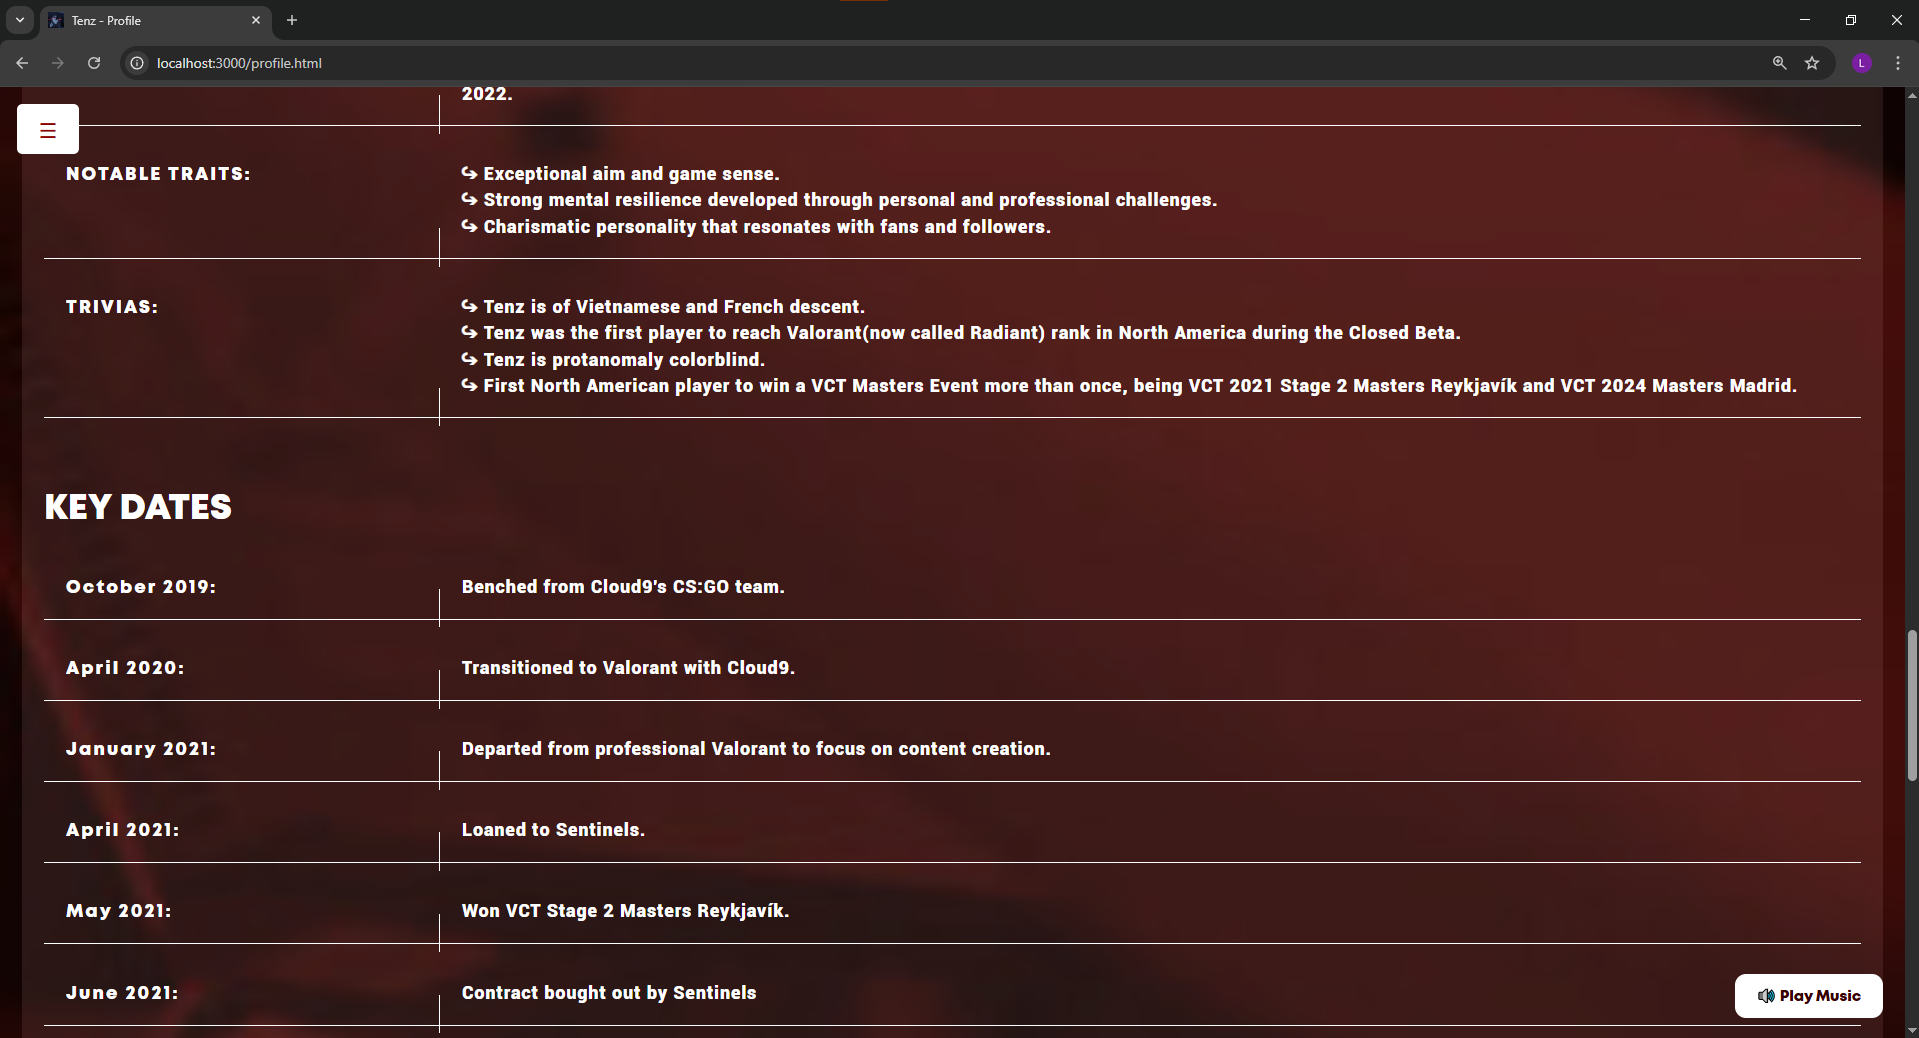 Tenz - Profile
localhost:3000/profile.html
L
2022.
NOTABLE TRAITS:
↪ Exceptional aim and game sense.
↪ Strong mental resilience developed through personal and professional challenges.
↪ Charismatic personality that resonates with fans and followers.
TRIVIAS:
↪ Tenz is of Vietnamese and French descent.
↪ Tenz was the first player to reach Valorant(now called Radiant) rank in North America during the Closed Beta.
↪ Tenz is protanomaly colorblind.
↪ First North American player to win a VCT Masters Event more than once, being VCT 2021 Stage 2 Masters Reykjavík and VCT 2024 Masters Madrid.
KEY DATES
October 2019: Benched from Cloud9's CS:GO team.
April 2020: Transitioned to Valorant with Cloud9.
January 2021: Departed from professional Valorant to focus on content creation.
April 2021: Loaned to Sentinels.
May 2021: Won VCT Stage 2 Masters Reykjavík.
June 2021: Contract bought out by Sentinels
🔊 Play Music